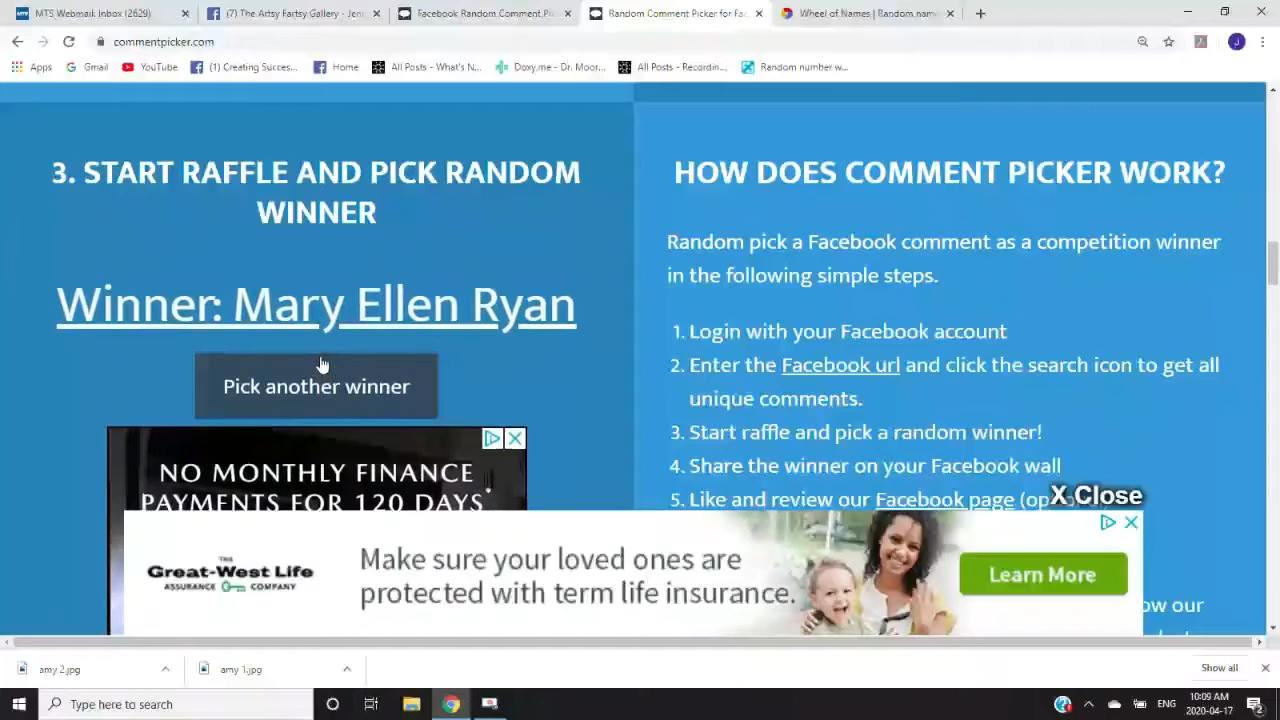 MTS Webmail: Inbox (2629)
(7) The Artsy Fartsy Gallery - Jen
Facebook Random Comment Pic
Random Comment Picker for Fac
Wheel of Names | Random name
commentpicker.com
Apps
Gmail
YouTube
(1) Creating Succes...
Home
All Posts - What's N...
Doxy.me - Dr. Moor...
All Posts - Recordin...
Random number w...
3. START RAFFLE AND PICK RANDOM
WINNER
Winner: Mary Ellen Ryan
Pick another winner
NO MONTHLY FINANCE
PAYMENTS FOR 120 DAYS*
HOW DOES COMMENT PICKER WORK?
Random pick a Facebook comment as a competition winner
in the following simple steps.
1. Login with your Facebook account
2. Enter the Facebook url and click the search icon to get all
unique comments.
3. Start raffle and pick a random winner!
4. Share the winner on your Facebook wall
5. Like and review our Facebook page
X Close
THE
Great-West Life
ASSURANCE COMPANY
Make sure your loved ones are
protected with term life insurance.
Learn More
ow our
amy 2.jpg
amy 1.jpg
Show all
Type here to search
ENG
10:09 AM
2020-04-17
2